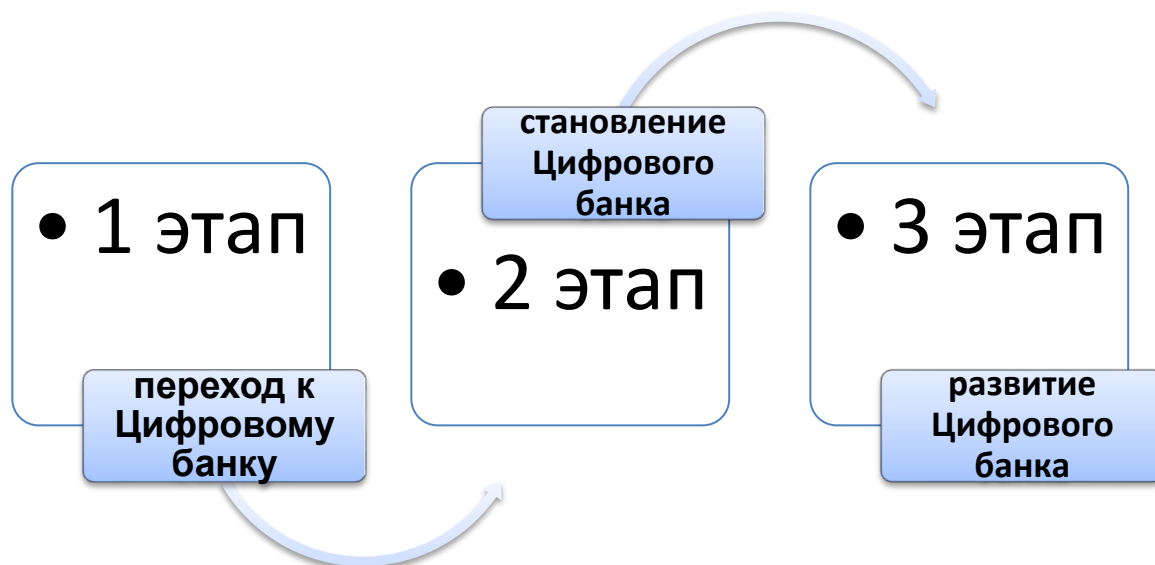 • 1 этап
переход к
Цифровому
банку
становление
Цифрового
банка
• 2 этап
• 3 этап
развитие
Цифрового
банка